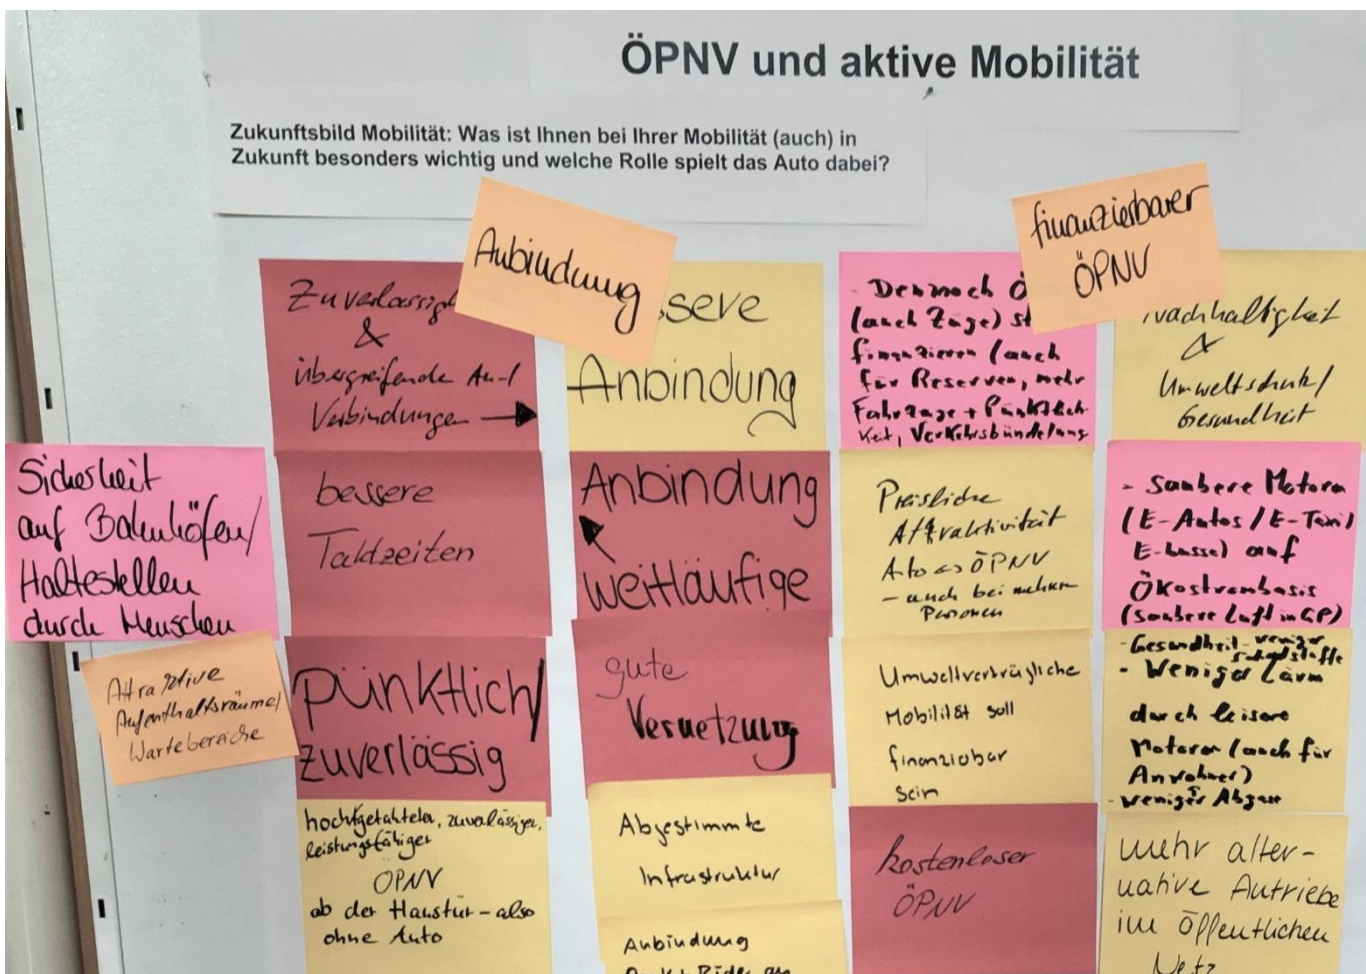 ÖPNV und aktive Mobilität
Zukunftsbild Mobilität: Was ist Ihnen bei Ihrer Mobilität (auch) in
Zukunft besonders wichtig und welche Rolle spielt das Auto dabei?
Anbindung
finanzierbarer
ÖPNV
Zuverlässig
&
übergreifende An-/
Verbindungen
ssere
Anbindung
- Dennoch Ö
(auch Züge) st
finanzieren (auch
für Reserven, mehr
Fahrzeuge + Pünktlich
keit, Verkehrsbündelung
Nachhaltigkeit
&
Umweltschutz/
Gesundheit
Sicherheit
auf Bahnhöfen/
Haltestellen
durch Menschen
bessere
Taktzeiten
Anbindung
weitläufige
Preisliche
Attraktivität
Auto <-> ÖPNV
- auch bei mehrere
Personen
- saubere Motoren
(E-Autos / E-Taxi/
E-busse) auf
Ökostrombasis
(saubere Luft in GP)
Attraktive
Aufenthaltsräume/
Wartebereiche
pünktlich/
zuverlässig
gute
Vernetzung
Umweltverträgliche
Mobilität soll
finanziebar
sein
- Gesundheit - weniger
Schadstoffe
- Weniger Lärm
durch leisere
Motoren (auch für
Anwohner)
- weniger Abgase
hochgetakteter, zuverlässiger,
leistungsfähiger
ÖPNV
ab der Haustür - also
ohne Auto
Abgestimmte
Infrastruktur
Anbindung
kostenloser
ÖPNV
mehr alter-
native Antriebe
im öffentlichen
Netz